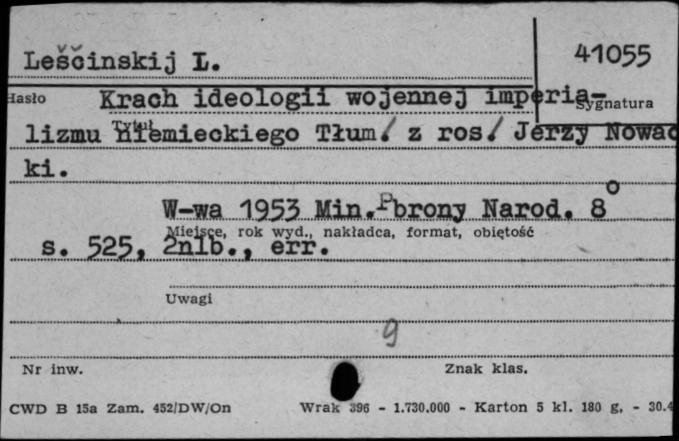 Leščinskij L.
41055
Hasło
Sygnatura
Krach ideologii wojennej imperia-
Tytuł
lizmu niemieckiego Tłum. z ros. Jerzy Nowac
ki.
W-wa 1953 Min. Obrony Narod. 8°
Miejsce, rok wyd., nakładca, format, objętość
s. 525, 2nlb., err.
Uwagi
9
Nr inw.
Znak klas.
CWD B 15a Zam. 452/DW/On Wrak 396 - 1.730.000 - Karton 5 kl. 180 g. - 30.4